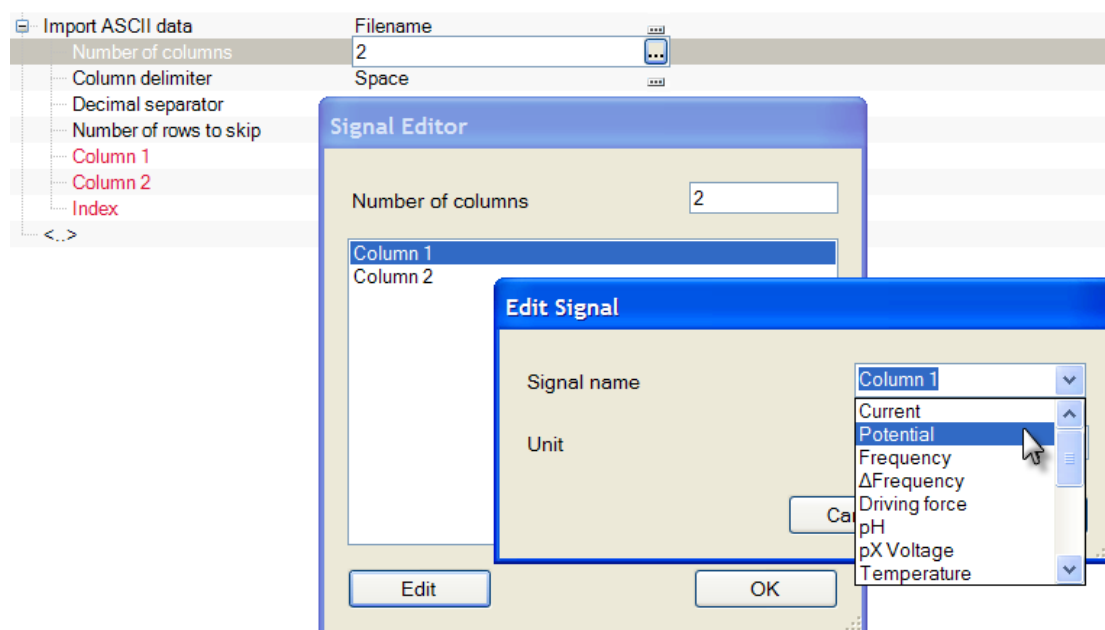 Import ASCII data Filename
Number of columns 2 ...
Column delimiter Space
Decimal separator
Number of rows to skip
Column 1
Column 2
Index
<..>
Signal Editor
Number of columns 2
Column 1
Column 2
Edit Signal
Signal name Column 1
Unit
Current
Potential
Frequency
ΔFrequency
Driving force
pH
pX Voltage
Temperature
Edit OK